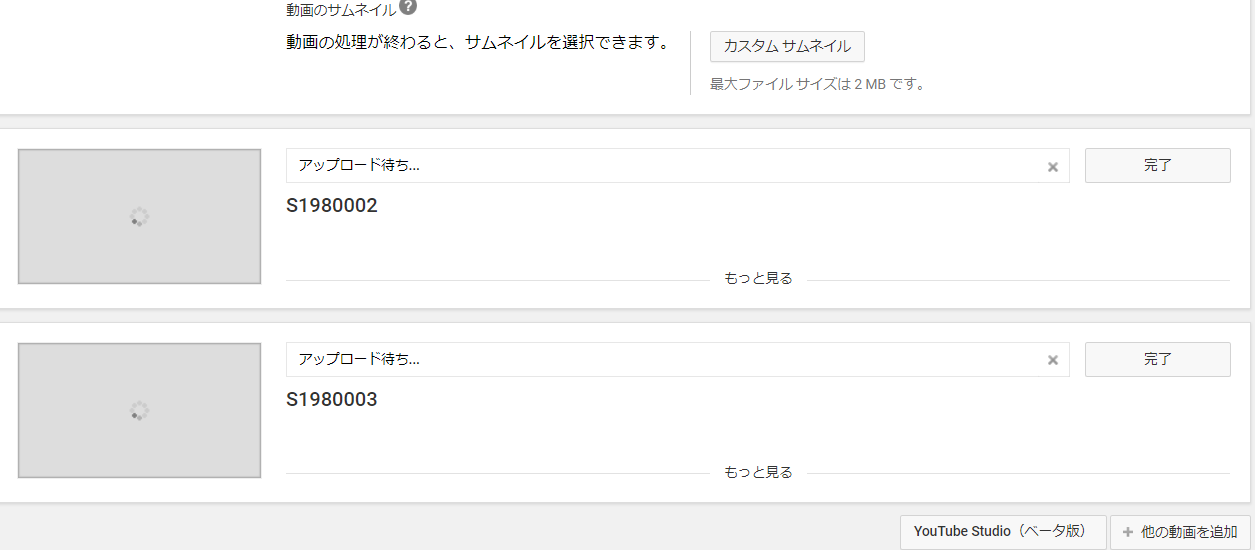 動画のサムネイル ?
動画の処理が終わると、サムネイルを選択できます。
カスタム サムネイル
最大ファイル サイズは 2 MB です。
アップロード待ち...
完了
S1980002
もっと見る
アップロード待ち...
完了
S1980003
もっと見る
YouTube Studio（ベータ版）
+ 他の動画を追加